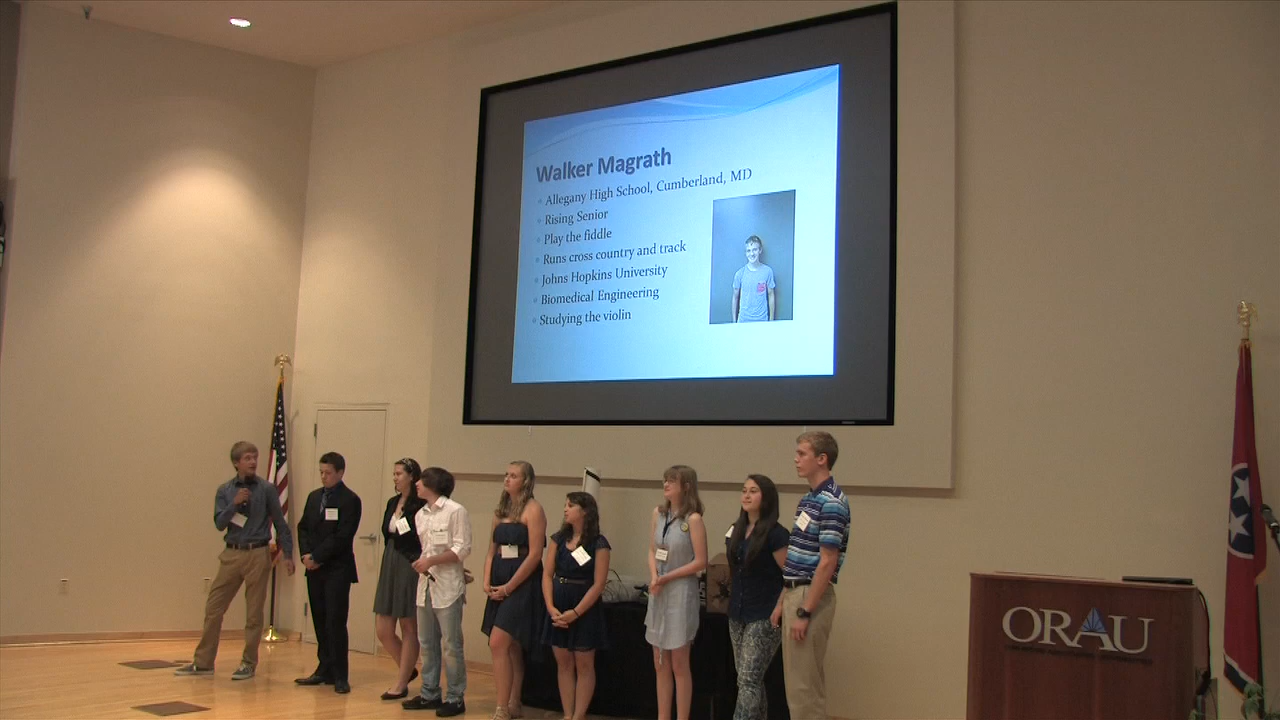 Walker Magrath
Allegany High School, Cumberland, MD
Rising Senior
Play the fiddle
Runs cross country and track
Johns Hopkins University
Biomedical Engineering
Studying the violin
ORAU